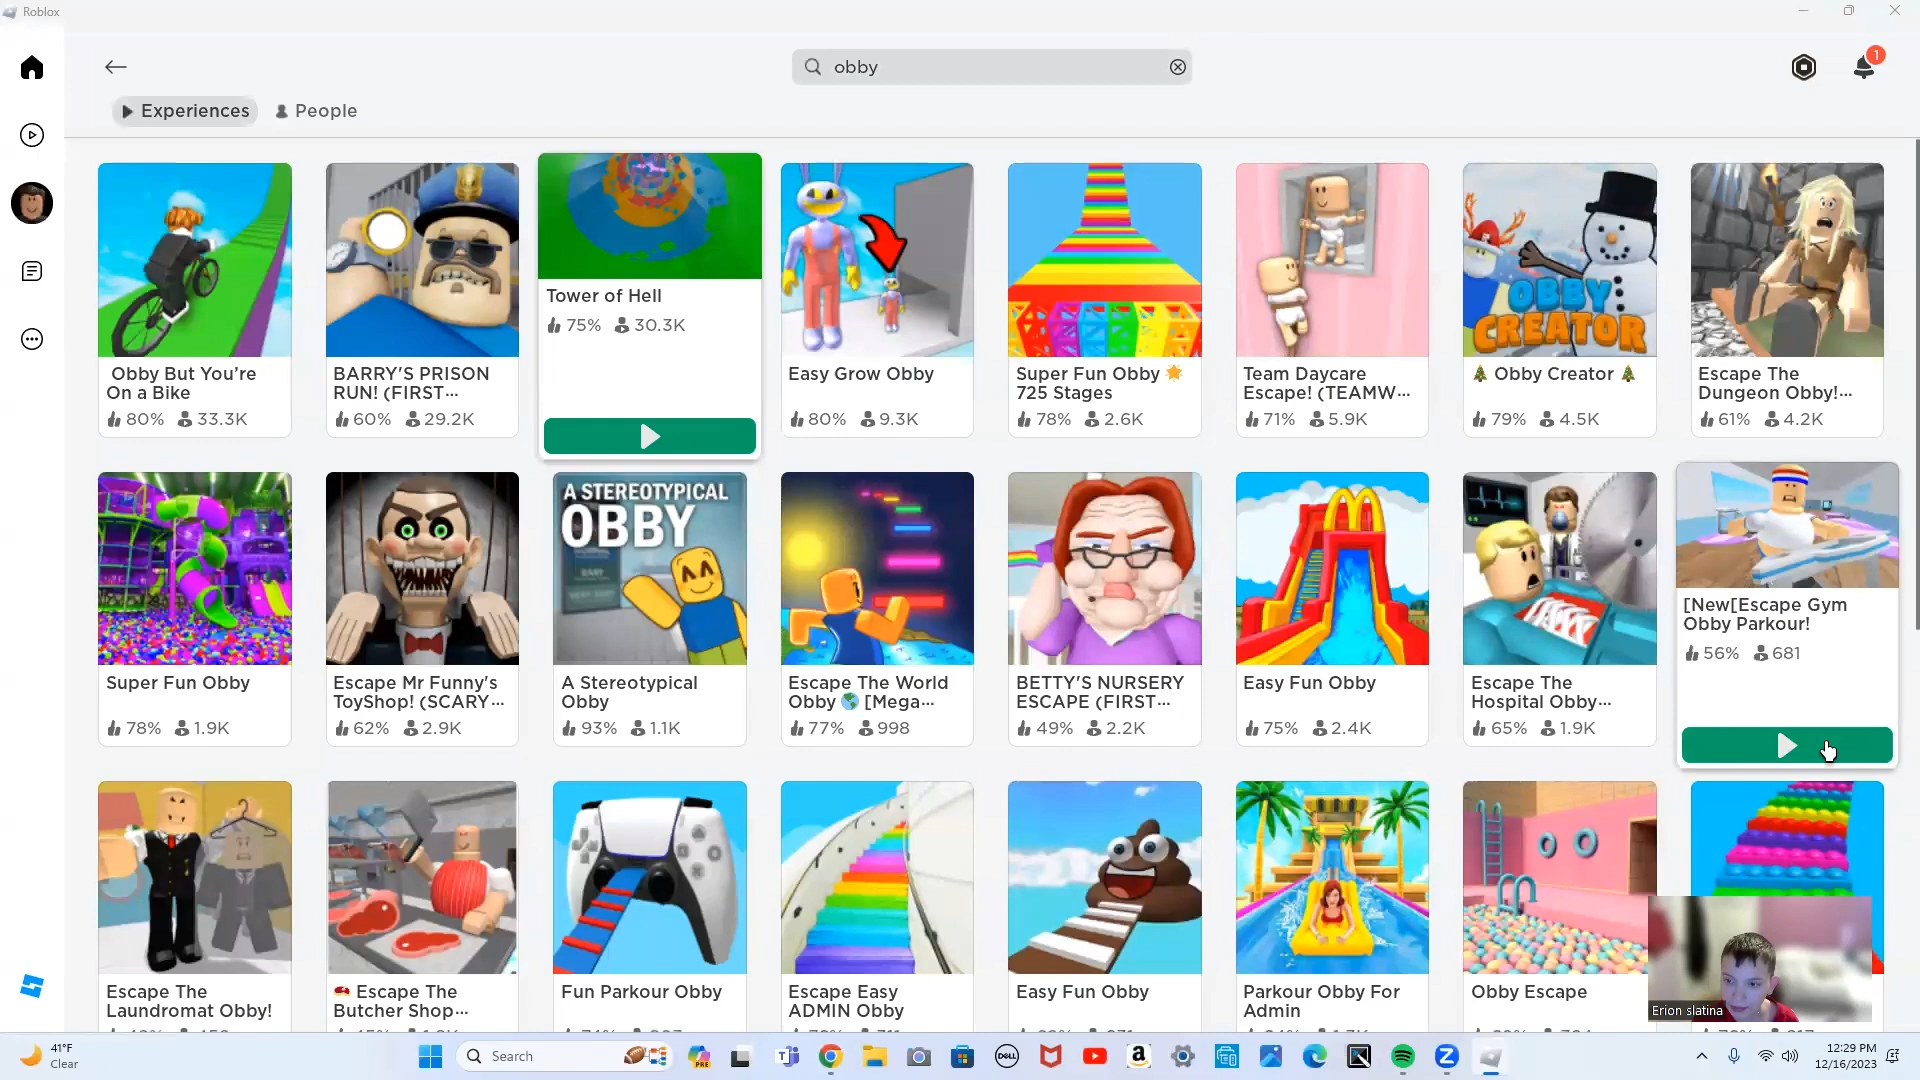 Roblox
obby
1
Experiences
People
Obby But You're
On a Bike
80% 33.3K
BARRY'S PRISON
RUN! (FIRST...
60% 29.2K
Tower of Hell
75% 30.3K
Easy Grow Obby
80% 9.3K
Super Fun Obby 🌟
725 Stages
78% 2.6K
Team Daycare
Escape! (TEAMW...
71% 5.9K
OBBY
CREATOR
🌲 Obby Creator 🌲
79% 4.5K
Escape The
Dungeon Obby!...
61% 4.2K
Super Fun Obby
78% 1.9K
Escape Mr Funny's
ToyShop! (SCARY...
62% 2.9K
A STEREOTYPICAL
OBBY
A Stereotypical
Obby
93% 1.1K
Escape The World
Obby 🌎 [Mega...
77% 998
BETTY'S NURSERY
ESCAPE (FIRST...
49% 2.2K
Easy Fun Obby
75% 2.4K
Escape The
Hospital Obby...
65% 1.9K
[New[Escape Gym
Obby Parkour!
56% 681
Escape The
Laundromat Obby!
🥩 Escape The
Butcher Shop...
Fun Parkour Obby
Escape Easy
ADMIN Obby
Easy Fun Obby
Parkour Obby For
Admin
Obby Escape
Erion slatina
41°F
Clear
Search
PRE
DELL
12:29 PM
12/16/2023